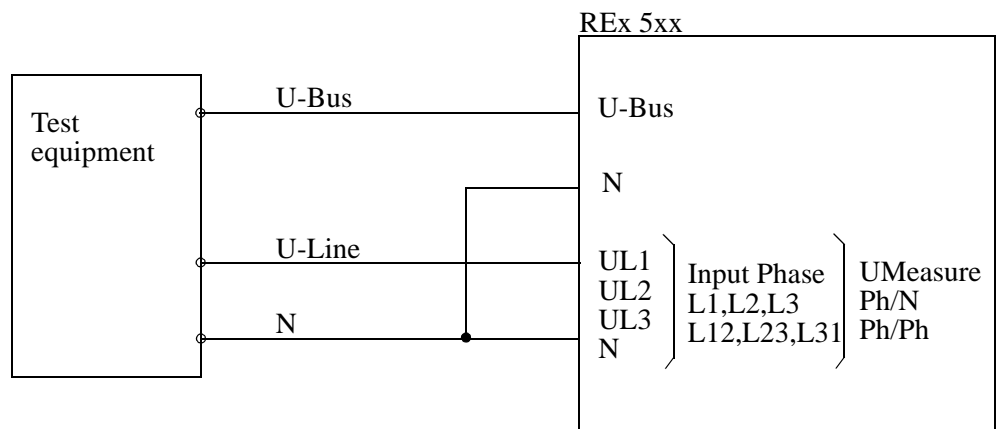 REx 5xx
U-Bus
U-Bus
Test
equipment
N
U-Line
UL1
UL2
UL3
N
Input Phase
L1,L2,L3
L12,L23,L31
UMeasure
Ph/N
Ph/Ph
N